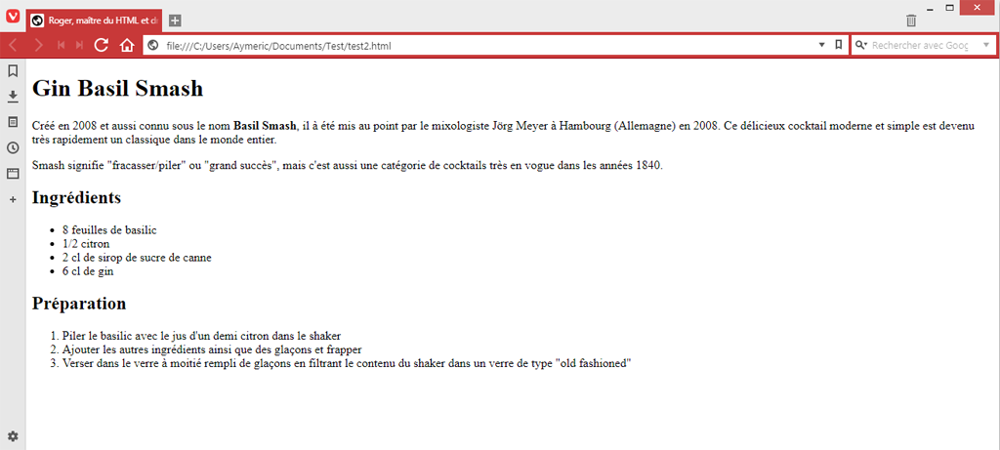 Roger, maître du HTML et d
file:///C:/Users/Aymeric/Documents/Test/test2.html
Rechercher avec Goog
Gin Basil Smash
Créé en 2008 et aussi connu sous le nom Basil Smash, il à été mis au point par le mixologiste Jörg Meyer à Hambourg (Allemagne) en 2008. Ce délicieux cocktail moderne et simple est devenu
très rapidement un classique dans le monde entier.
Smash signifie "fracasser/piler" ou "grand succès", mais c'est aussi une catégorie de cocktails très en vogue dans les années 1840.
Ingrédients
• 8 feuilles de basilic
• 1/2 citron
• 2 cl de sirop de sucre de canne
• 6 cl de gin
Préparation
1. Piler le basilic avec le jus d'un demi citron dans le shaker
2. Ajouter les autres ingrédients ainsi que des glaçons et frapper
3. Verser dans le verre à moitié rempli de glaçons en filtrant le contenu du shaker dans un verre de type "old fashioned"